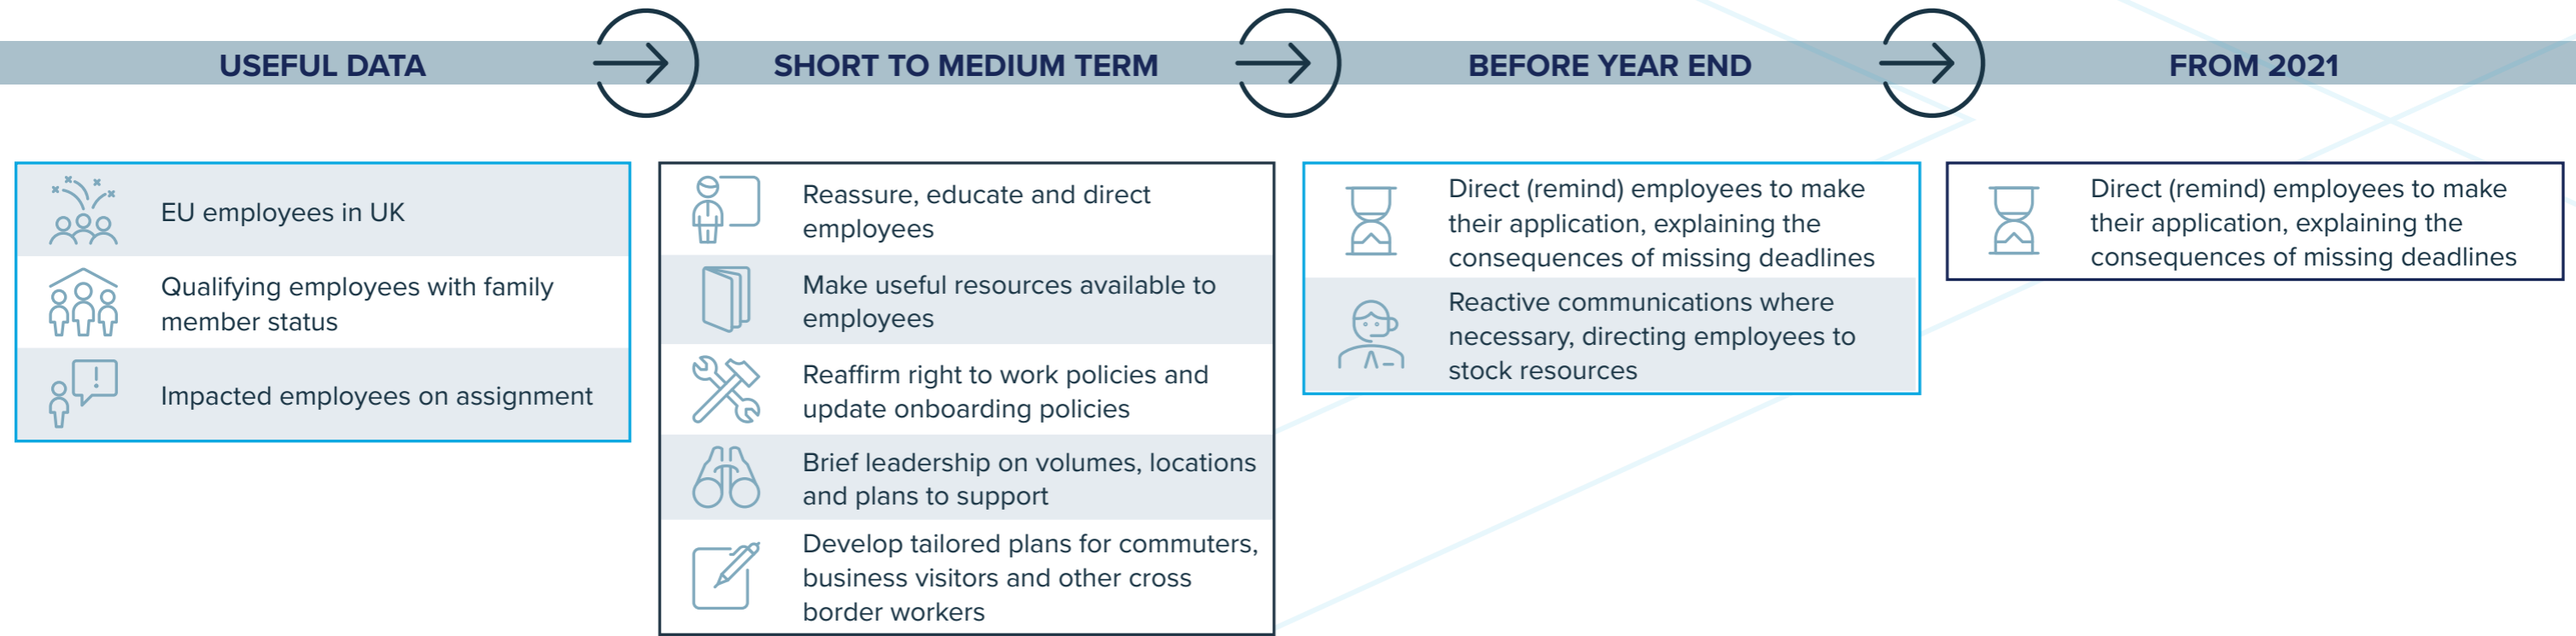 USEFUL DATA
SHORT TO MEDIUM TERM
BEFORE YEAR END
FROM 2021
EU employees in UK
Qualifying employees with family
member status
Impacted employees on assignment
Reassure, educate and direct
employees
Make useful resources available to
employees
Reaffirm right to work policies and
update onboarding policies
Brief leadership on volumes, locations
and plans to support
Develop tailored plans for commuters,
business visitors and other cross
border workers
Direct (remind) employees to make
their application, explaining the
consequences of missing deadlines
Reactive communications where
necessary, directing employees to
stock resources
Direct (remind) employees to make
their application, explaining the
consequences of missing deadlines